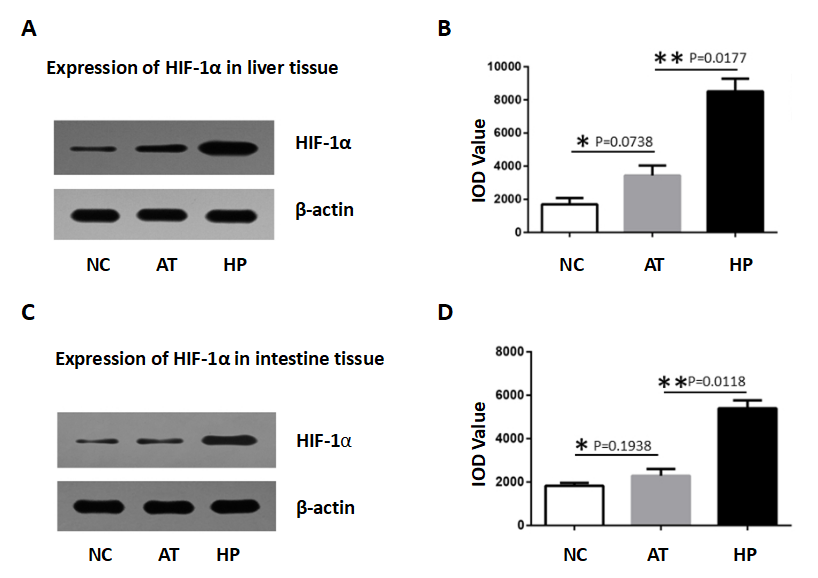 A
Expression of HIF-1α in liver tissue
HIF-1α
β-actin
NC AT HP
B
** P=0.0177
* P=0.0738
IOD Value
10000
8000
6000
4000
2000
0
NC AT HP
C
Expression of HIF-1α in intestine tissue
HIF-1α
β-actin
NC AT HP
D
**P=0.0118
* P=0.1938
IOD Value
8000
6000
4000
2000
0
NC AT HP